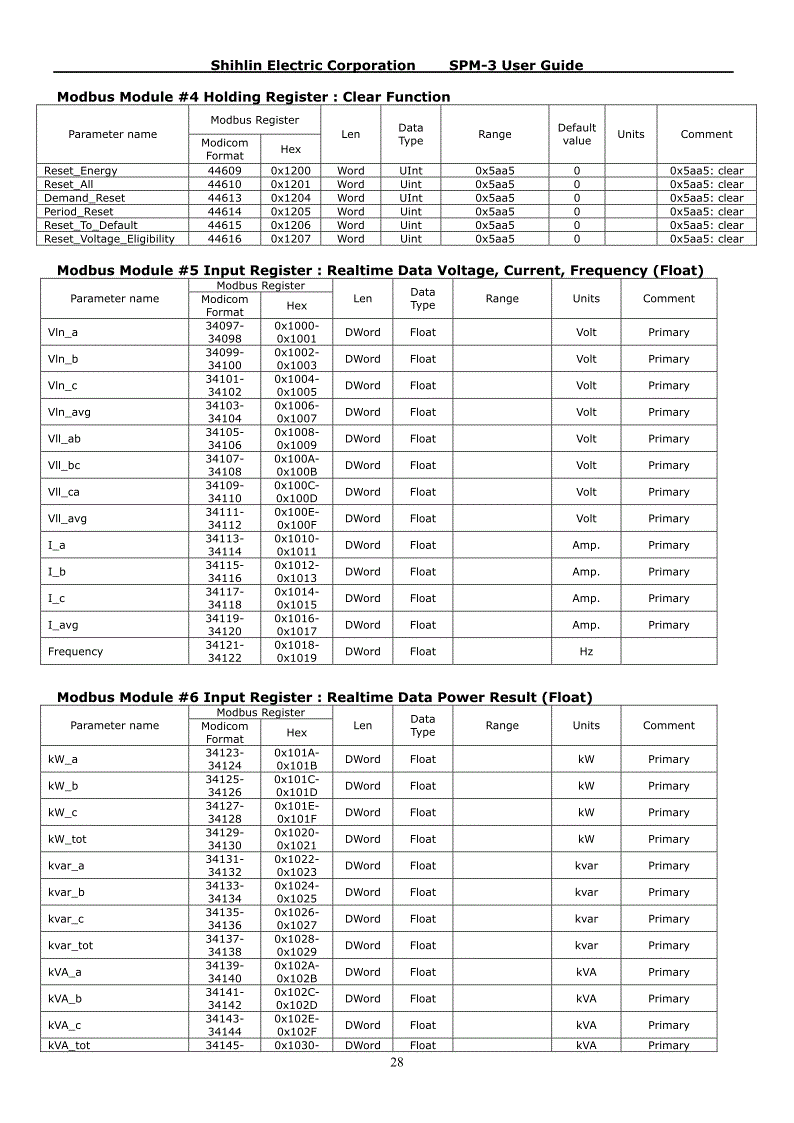 Shihlin Electric Corporation SPM-3 User Guide
Modbus Module #4 Holding Register : Clear Function
Parameter name Modbus Register Len Data Type Range Default value Units Comment
Modicom Format Hex
Reset_Energy 44609 0x1200 Word UInt 0x5aa5 0 0x5aa5: clear
Reset_All 44610 0x1201 Word Uint 0x5aa5 0 0x5aa5: clear
Demand_Reset 44613 0x1204 Word UInt 0x5aa5 0 0x5aa5: clear
Period_Reset 44614 0x1205 Word Uint 0x5aa5 0 0x5aa5: clear
Reset_To_Default 44615 0x1206 Word Uint 0x5aa5 0 0x5aa5: clear
Reset_Voltage_Eligibility 44616 0x1207 Word Uint 0x5aa5 0 0x5aa5: clear
Modbus Module #5 Input Register : Realtime Data Voltage, Current, Frequency (Float)
Parameter name Modbus Register Len Data Type Range Units Comment
Modicom Format Hex
Vln_a 34097-34098 0x1000-0x1001 DWord Float Volt Primary
Vln_b 34099-34100 0x1002-0x1003 DWord Float Volt Primary
Vln_c 34101-34102 0x1004-0x1005 DWord Float Volt Primary
Vln_avg 34103-34104 0x1006-0x1007 DWord Float Volt Primary
Vll_ab 34105-34106 0x1008-0x1009 DWord Float Volt Primary
Vll_bc 34107-34108 0x100A-0x100B DWord Float Volt Primary
Vll_ca 34109-34110 0x100C-0x100D DWord Float Volt Primary
Vll_avg 34111-34112 0x100E-0x100F DWord Float Volt Primary
I_a 34113-34114 0x1010-0x1011 DWord Float Amp. Primary
I_b 34115-34116 0x1012-0x1013 DWord Float Amp. Primary
I_c 34117-34118 0x1014-0x1015 DWord Float Amp. Primary
I_avg 34119-34120 0x1016-0x1017 DWord Float Amp. Primary
Frequency 34121-34122 0x1018-0x1019 DWord Float Hz
Modbus Module #6 Input Register : Realtime Data Power Result (Float)
Parameter name Modbus Register Len Data Type Range Units Comment
Modicom Format Hex
kW_a 34123-34124 0x101A-0x101B DWord Float kW Primary
kW_b 34125-34126 0x101C-0x101D DWord Float kW Primary
kW_c 34127-34128 0x101E-0x101F DWord Float kW Primary
kW_tot 34129-34130 0x1020-0x1021 DWord Float kW Primary
kvar_a 34131-34132 0x1022-0x1023 DWord Float kvar Primary
kvar_b 34133-34134 0x1024-0x1025 DWord Float kvar Primary
kvar_c 34135-34136 0x1026-0x1027 DWord Float kvar Primary
kvar_tot 34137-34138 0x1028-0x1029 DWord Float kvar Primary
kVA_a 34139-34140 0x102A-0x102B DWord Float kVA Primary
kVA_b 34141-34142 0x102C-0x102D DWord Float kVA Primary
kVA_c 34143-34144 0x102E-0x102F DWord Float kVA Primary
kVA_tot 34145- 0x1030- DWord Float kVA Primary
28